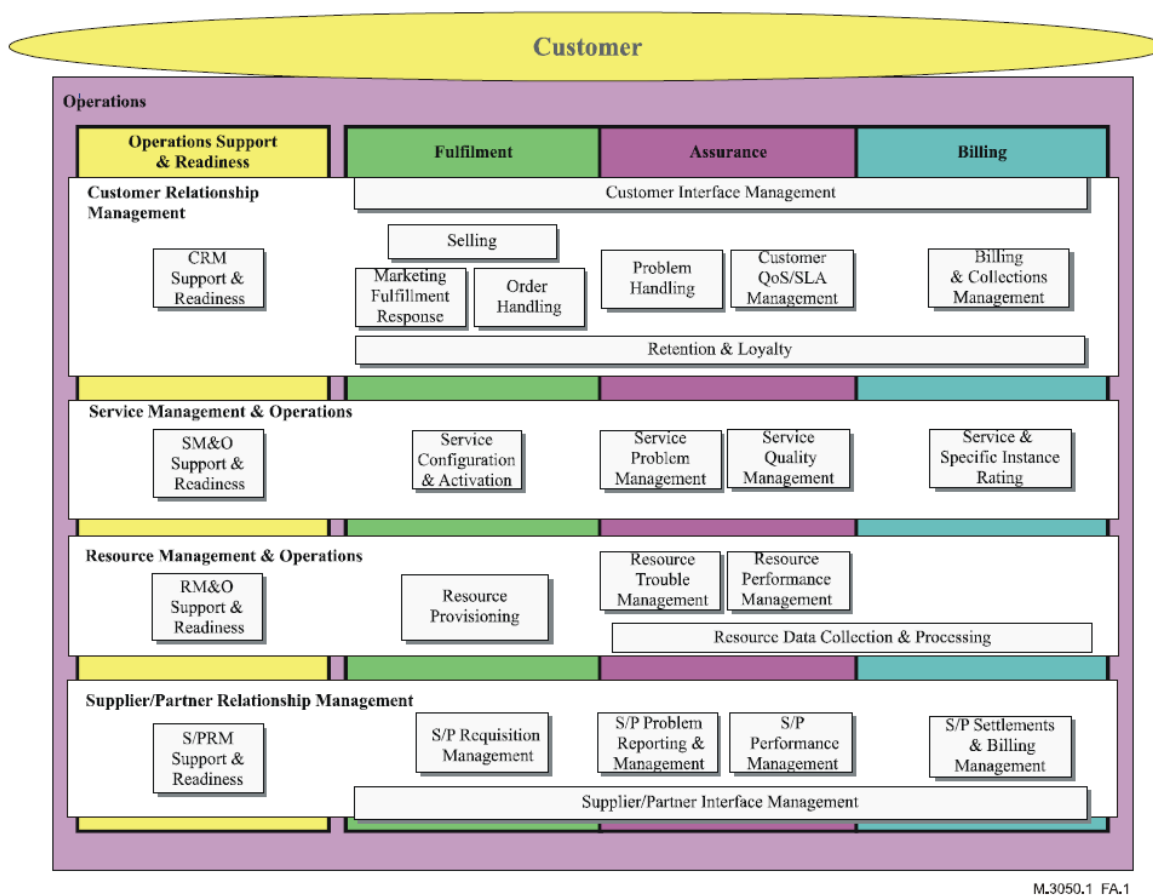 Customer
Operations
Operations Support
& Readiness
Fulfilment
Assurance
Billing
Customer Relationship
Management
Customer Interface Management
Selling
CRM
Support &
Readiness
Marketing
Fulfillment
Response
Order
Handling
Problem
Handling
Customer
QoS/SLA
Management
Billing
& Collections
Management
Retention & Loyalty
Service Management & Operations
SM&O
Support &
Readiness
Service
Configuration
& Activation
Service
Problem
Management
Service
Quality
Management
Service &
Specific Instance
Rating
Resource Management & Operations
RM&O
Support &
Readiness
Resource
Provisioning
Resource
Trouble
Management
Resource
Performance
Management
Resource Data Collection & Processing
Supplier/Partner Relationship Management
S/PRM
Support &
Readiness
S/P Requisition
Management
S/P Problem
Reporting &
Management
S/P
Performance
Management
S/P Settlements
& Billing
Management
Supplier/Partner Interface Management
M.3050.1_FA.1